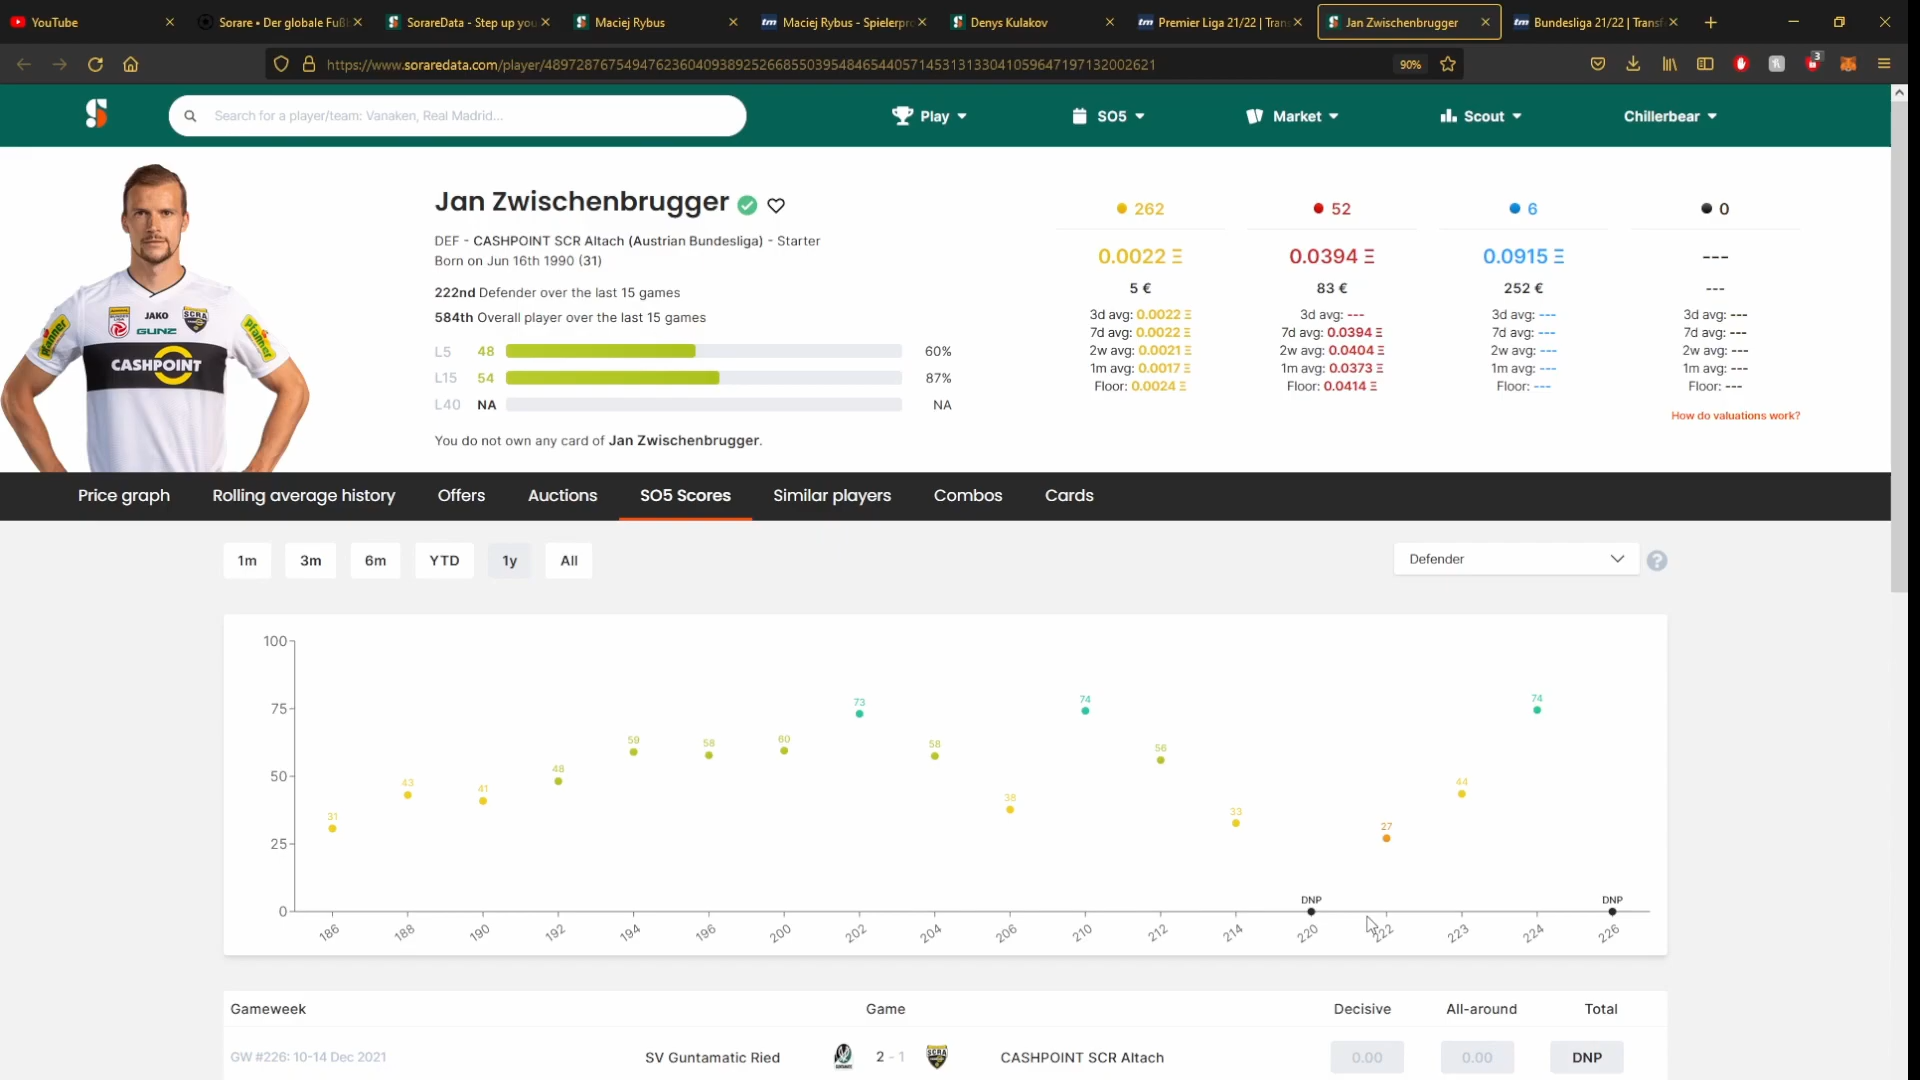 YouTube
Sorare • Der globale Fuß
SorareData - Step up you
Maciej Rybus
tm Maciej Rybus - Spielerpro
Denys Kulakov
tm Premier Liga 21/22 | Trans
Jan Zwischenbrugger
tm Bundesliga 21/22 | Transf
https://www.soraredata.com/player/48972876754947623604093892526685503954846544057145313133041059647197132002621
90%
3
Search for a player/team: Vanaken, Real Madrid...
Play
SO5
Market
Scout
Chillerbear
Jan Zwischenbrugger
DEF - CASHPOINT SCR Altach (Austrian Bundesliga) - Starter
Born on Jun 16th 1990 (31)
222nd Defender over the last 15 games
584th Overall player over the last 15 games
L5 48 60%
L15 54 87%
L40 NA NA
You do not own any card of Jan Zwischenbrugger.
262
0.0022 Ξ
5 €
3d avg: 0.0022 Ξ
7d avg: 0.0022 Ξ
2w avg: 0.0021 Ξ
1m avg: 0.0017 Ξ
Floor: 0.0024 Ξ
52
0.0394 Ξ
83 €
3d avg: ---
7d avg: 0.0394 Ξ
2w avg: 0.0404 Ξ
1m avg: 0.0373 Ξ
Floor: 0.0414 Ξ
6
0.0915 Ξ
252 €
3d avg: ---
7d avg: ---
2w avg: ---
1m avg: ---
Floor: ---
0
---
---
3d avg: ---
7d avg: ---
2w avg: ---
1m avg: ---
Floor: ---
How do valuations work?
JAKO
SCRA
GUNZ
Pfanner
Pfanner
CASHPOINT
Price graph
Rolling average history
Offers
Auctions
SO5 Scores
Similar players
Combos
Cards
1m
3m
6m
YTD
1y
All
Defender
?
100
75
50
25
0
31
43
41
48
59
58
60
73
58
38
74
56
33
DNP
27
44
74
DNP
186
188
190
192
194
196
200
202
204
206
210
212
214
220
222
223
224
226
Gameweek
Game
Decisive
All-around
Total
GW #226: 10-14 Dec 2021
SV Guntamatic Ried
2 - 1
SCRA
CASHPOINT SCR Altach
0.00
0.00
DNP